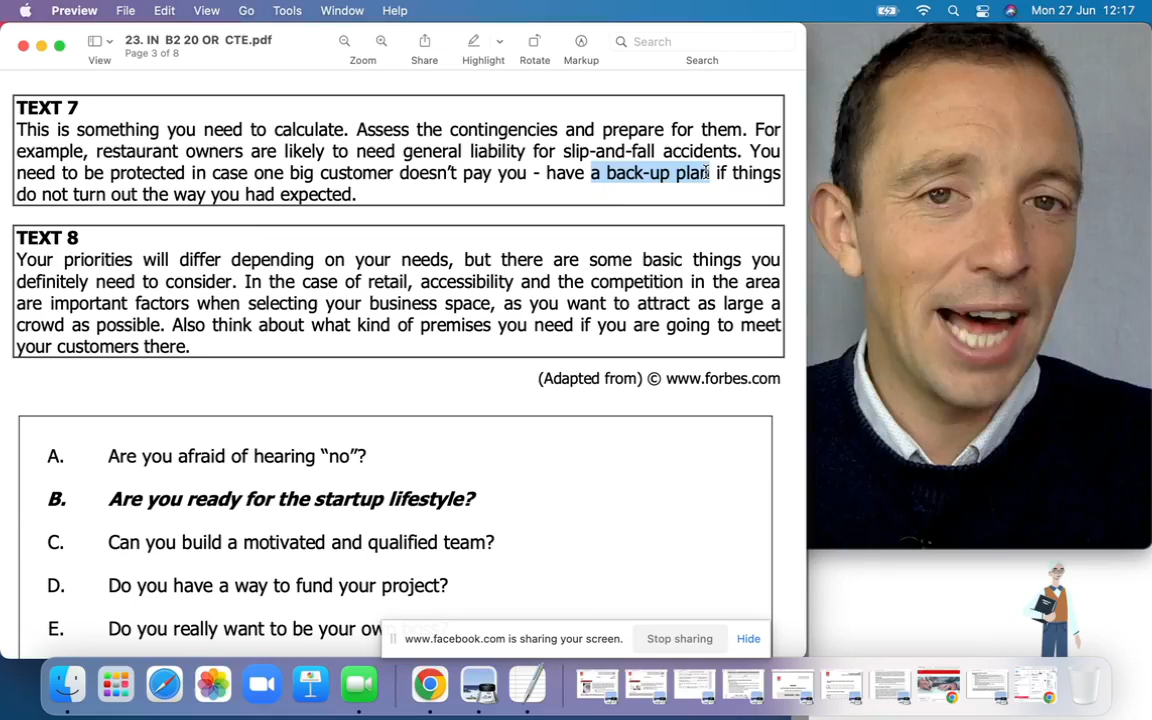 Preview File Edit View Go Tools Window Help Mon 27 Jun 12:17
23. IN B2 20 OR CTE.pdf
Page 3 of 8
Search
View Zoom Share Highlight Rotate Markup Search
TEXT 7
This is something you need to calculate. Assess the contingencies and prepare for them. For
example, restaurant owners are likely to need general liability for slip-and-fall accidents. You
need to be protected in case one big customer doesn't pay you - have a back-up plan if things
do not turn out the way you had expected.
TEXT 8
Your priorities will differ depending on your needs, but there are some basic things you
definitely need to consider. In the case of retail, accessibility and the competition in the area
are important factors when selecting your business space, as you want to attract as large a
crowd as possible. Also think about what kind of premises you need if you are going to meet
your customers there.
(Adapted from) © www.forbes.com
A. Are you afraid of hearing “no”?
B. Are you ready for the startup lifestyle?
C. Can you build a motivated and qualified team?
D. Do you have a way to fund your project?
E. Do you really want to be your own
www.facebook.com is sharing your screen. Stop sharing Hide